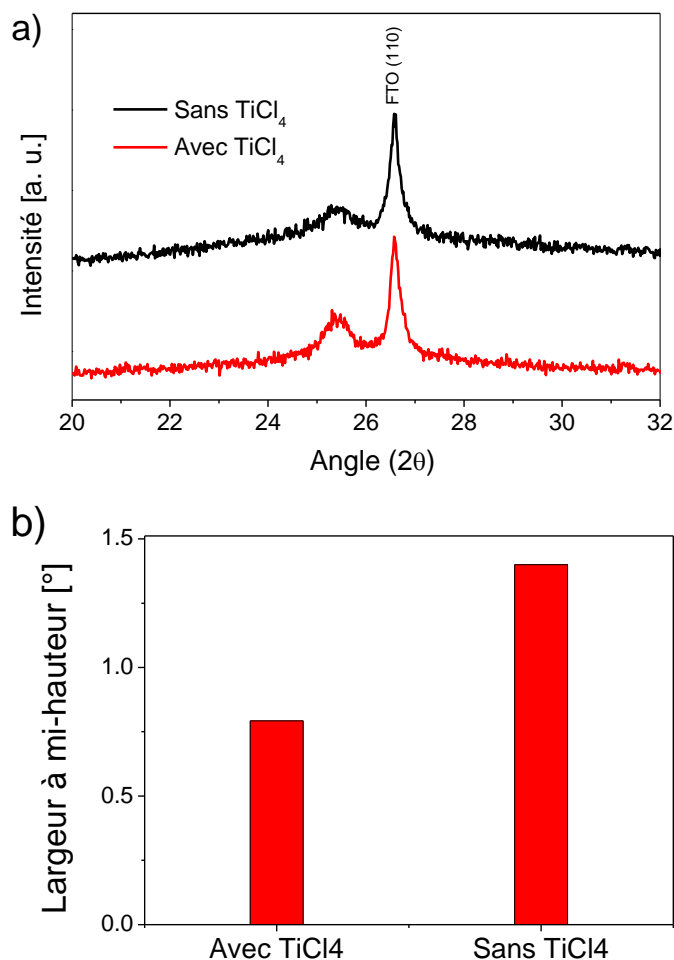 a)
FTO (110)
Sans TiCl₄
Avec TiCl₄
Intensité [a. u.]
20 22 24 26 28 30 32
Angle (2θ)
b)
Largeur à mi-hauteur [°]
1.5
1.0
0.5
0.0
Avec TiCl4 Sans TiCl4